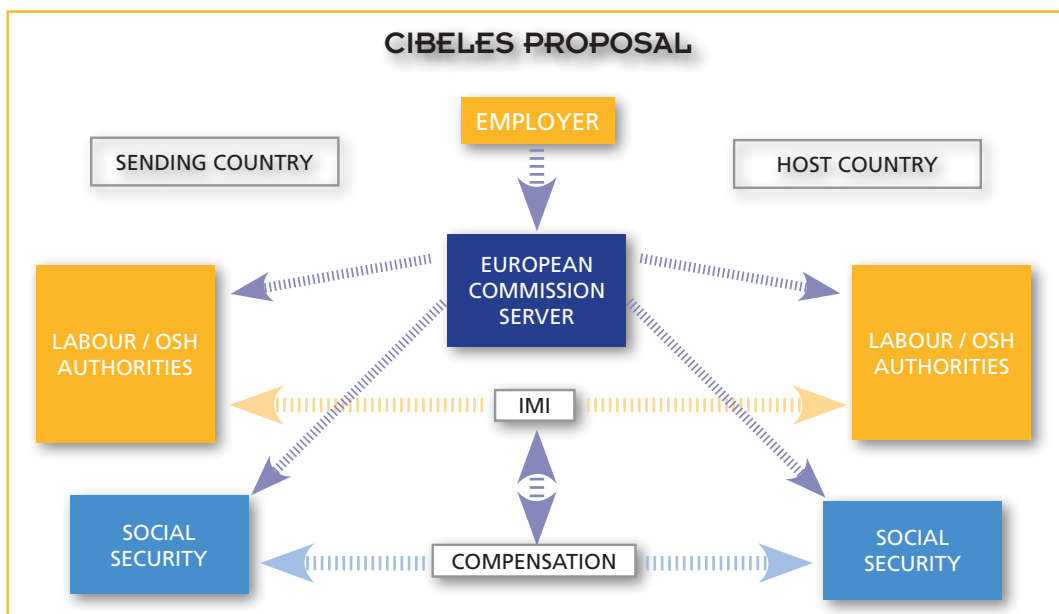 CIBELES PROPOSAL
EMPLOYER
SENDING COUNTRY
HOST COUNTRY
EUROPEAN
COMMISSION
SERVER
LABOUR / OSH
AUTHORITIES
LABOUR / OSH
AUTHORITIES
IMI
SOCIAL
SECURITY
COMPENSATION
SOCIAL
SECURITY